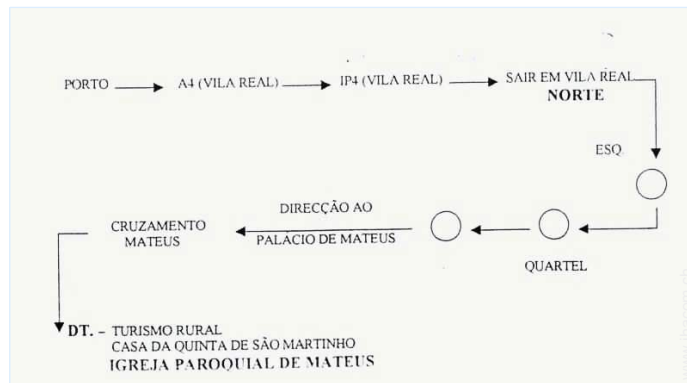 PORTO A4 (VILA REAL) IP4 (VILA REAL) SAIR EM VILA REAL
NORTE
ESQ.
DIRECÇÃO AO
PALACIO DE MATEUS
CRUZAMENTO
MATEUS
QUARTEL
DT. – TURISMO RURAL
CASA DA QUINTA DE SÃO MARTINHO
IGREJA PAROQUIAL DE MATEUS